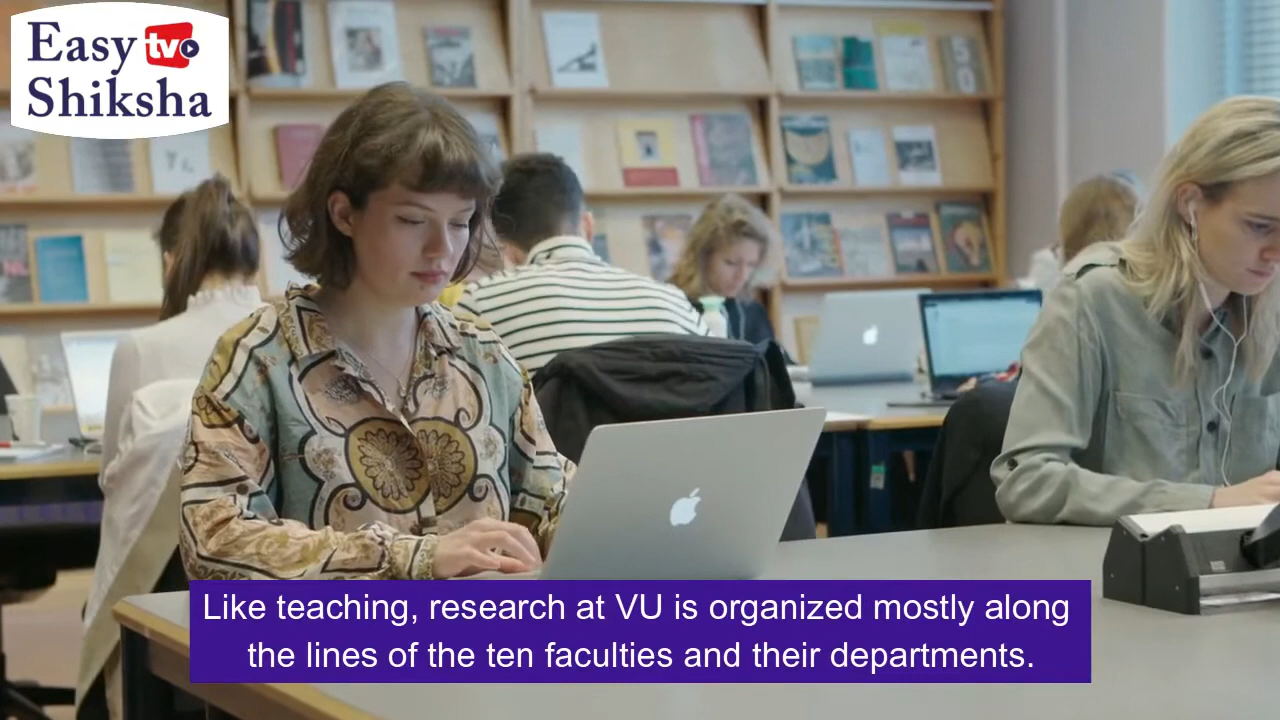 Easy tv
Shiksha
Like teaching, research at VU is organized mostly along
the lines of the ten faculties and their departments.